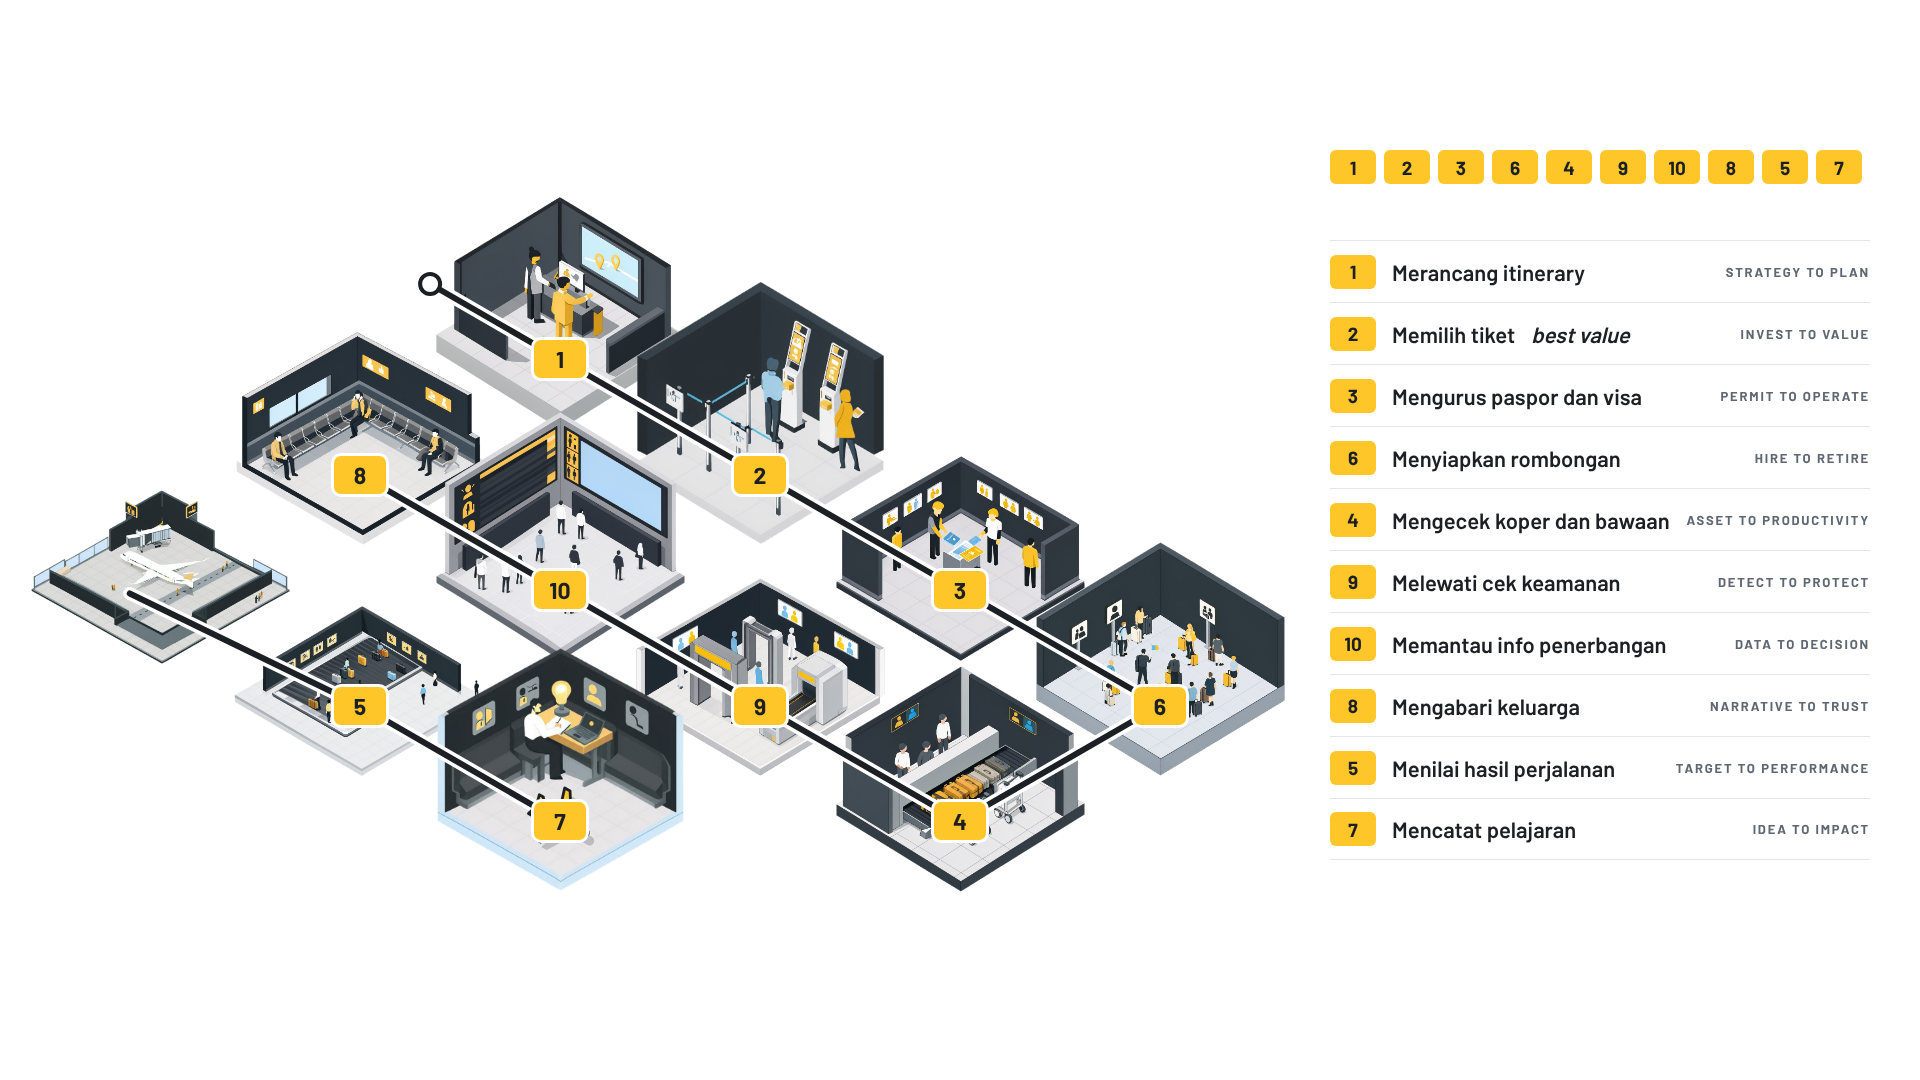 1 2 3 6 4 9 10 8 5 7
1 Merancang itinerary STRATEGY TO PLAN
2 Memilih tiket best value INVEST TO VALUE
3 Mengurus paspor dan visa PERMIT TO OPERATE
6 Menyiapkan rombongan HIRE TO RETIRE
4 Mengecek koper dan bawaan ASSET TO PRODUCTIVITY
9 Melewati cek keamanan DETECT TO PROTECT
10 Memantau info penerbangan DATA TO DECISION
8 Mengabari keluarga NARRATIVE TO TRUST
5 Menilai hasil perjalanan TARGET TO PERFORMANCE
7 Mencatat pelajaran IDEA TO IMPACT
1
2
8
10
3
5
9
6
7
4